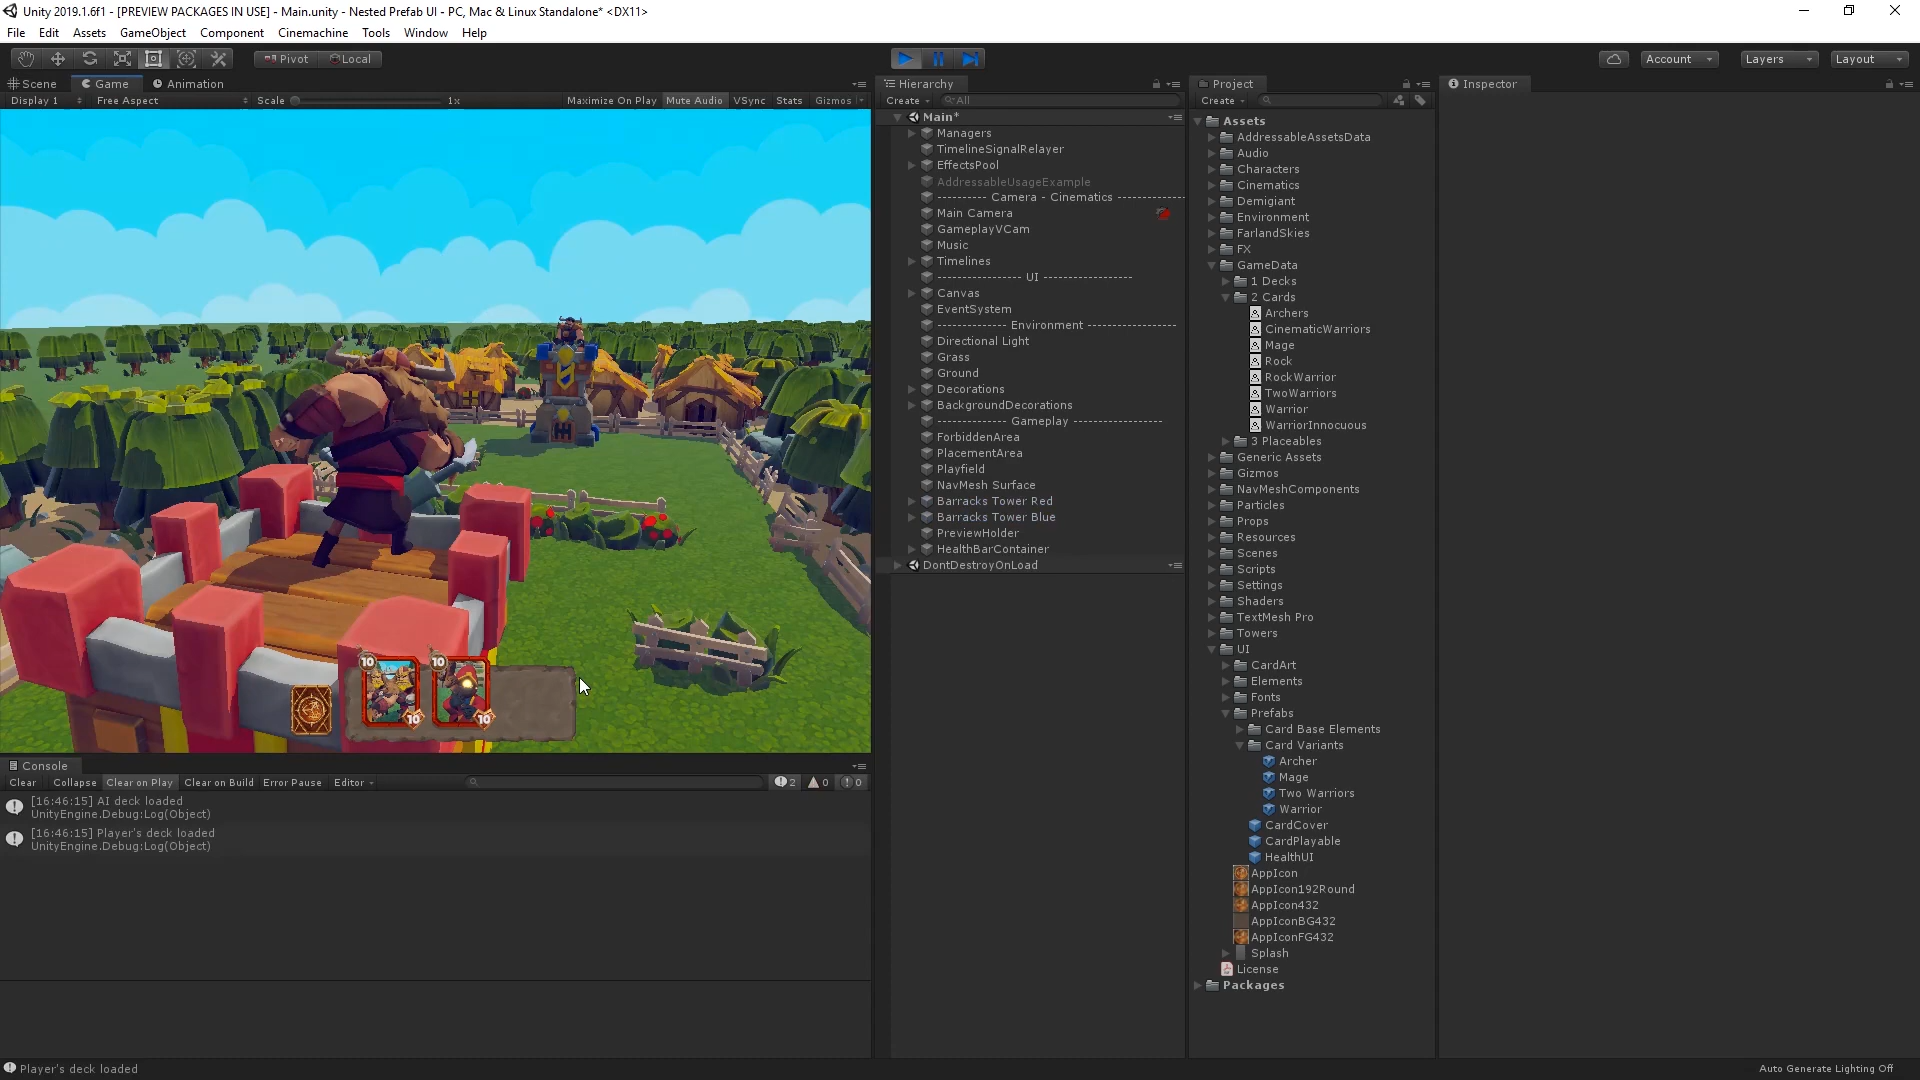 Unity 2019.1.6f1 - [PREVIEW PACKAGES IN USE] - Main.unity - Nested Prefab UI - PC, Mac & Linux Standalone* <DX11>
File Edit Assets GameObject Component Cinemachine Tools Window Help
Pivot Local Account Layers Layout
Scene Game Animation
Display 1 Free Aspect Scale 1x Maximize On Play Mute Audio VSync Stats Gizmos
10 10
10 10
Console
Clear Collapse Clear on Play Clear on Build Error Pause Editor 2 0 0
[16:46:15] AI deck loaded
UnityEngine.Debug:Log(Object)
[16:46:15] Player's deck loaded
UnityEngine.Debug:Log(Object)
Hierarchy
Create All
Main*
Managers
TimelineSignalRelayer
EffectsPool
AddressableUsageExample
---------- Camera - Cinematics ------------
Main Camera
GameplayVCam
Music
Timelines
----------------- UI ------------------
Canvas
EventSystem
-------------- Environment ------------------
Directional Light
Grass
Ground
Decorations
BackgroundDecorations
-------------- Gameplay ------------------
ForbiddenArea
PlacementArea
Playfield
NavMesh Surface
Barracks Tower Red
Barracks Tower Blue
PreviewHolder
HealthBarContainer
DontDestroyOnLoad
Project
Create
Assets
AddressableAssetsData
Audio
Characters
Cinematics
Demigiant
Environment
FarlandSkies
FX
GameData
1 Decks
2 Cards
Archers
CinematicWarriors
Mage
Rock
RockWarrior
TwoWarriors
Warrior
WarriorInnocuous
3 Placeables
Generic Assets
Gizmos
NavMeshComponents
Particles
Props
Resources
Scenes
Scripts
Settings
Shaders
TextMesh Pro
Towers
UI
CardArt
Elements
Fonts
Prefabs
Card Base Elements
Card Variants
Archer
Mage
Two Warriors
Warrior
CardCover
CardPlayable
HealthUI
AppIcon
AppIcon192Round
AppIcon432
AppIconBG432
AppIconFG432
Splash
License
Packages
Inspector
Player's deck loaded
Auto Generate Lighting Off